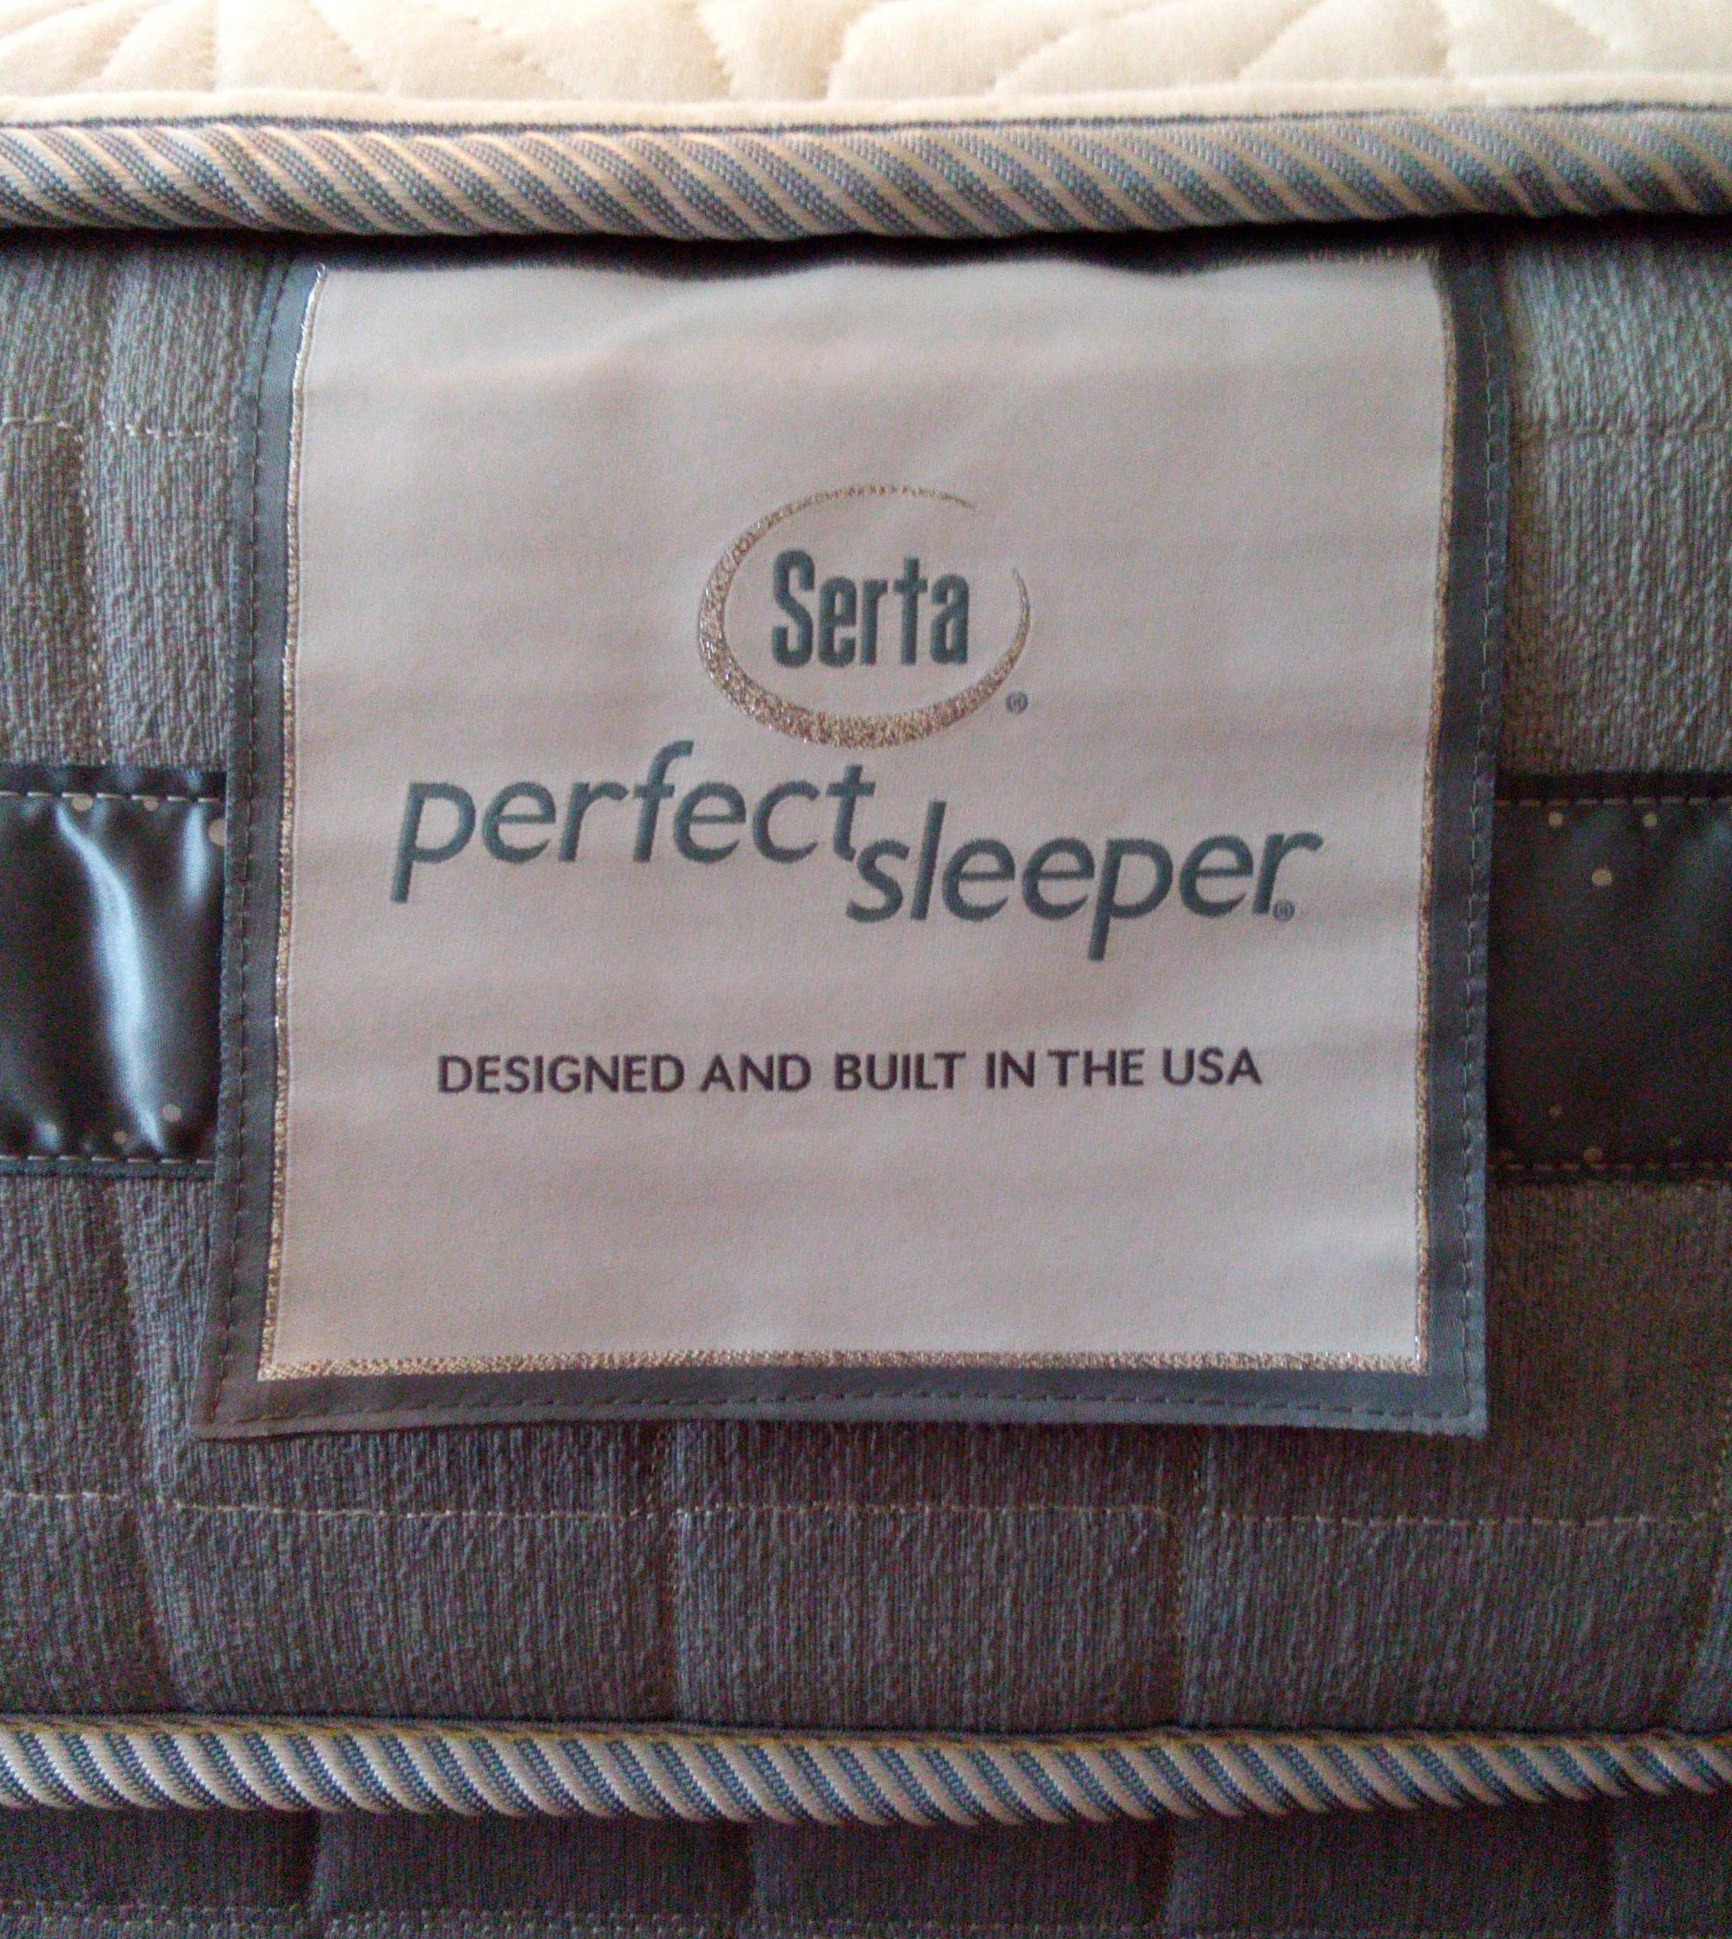 Serta®
perfect sleeper®
DESIGNED AND BUILT IN THE USA